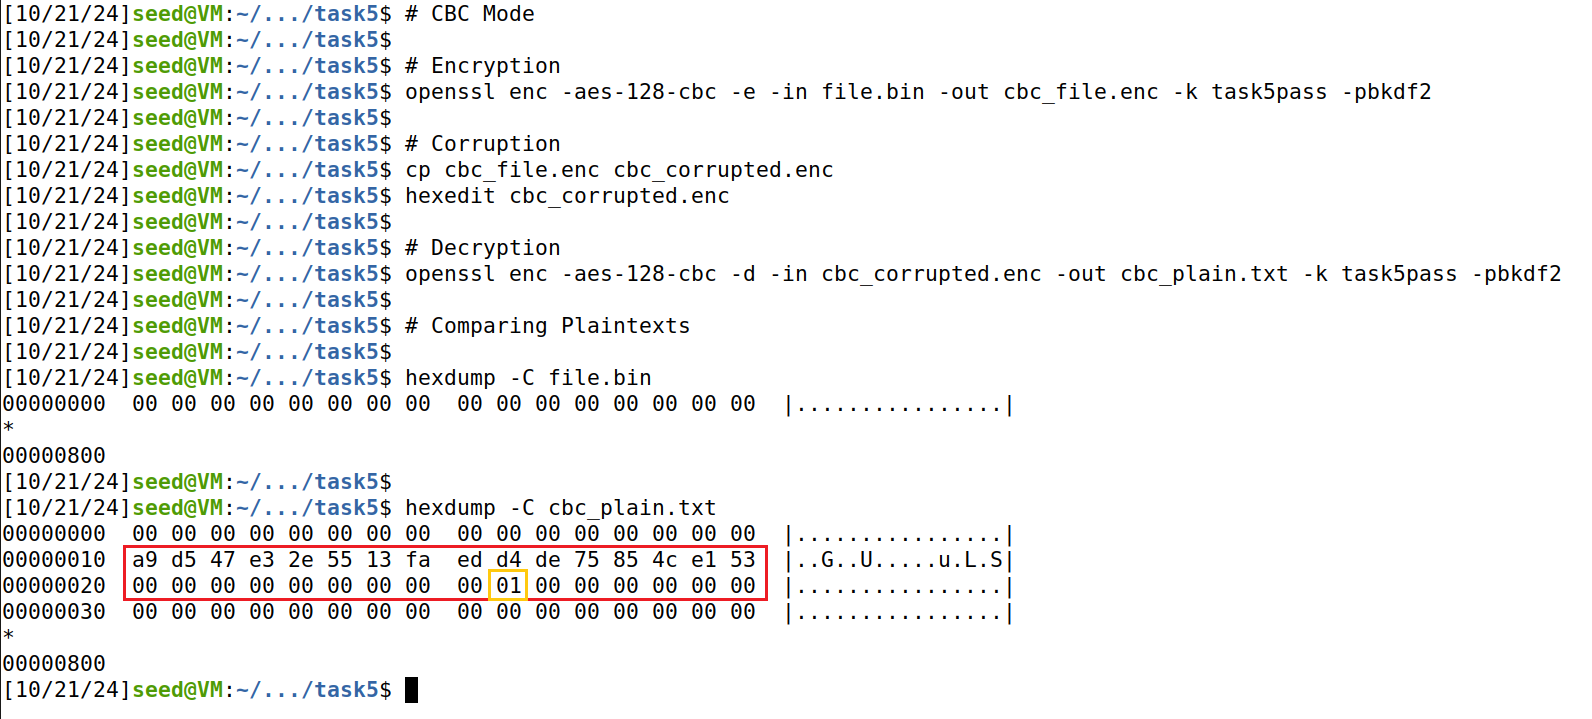 [10/21/24]seed@VM:~/.../task5$ # CBC Mode
[10/21/24]seed@VM:~/.../task5$
[10/21/24]seed@VM:~/.../task5$ # Encryption
[10/21/24]seed@VM:~/.../task5$ openssl enc -aes-128-cbc -e -in file.bin -out cbc_file.enc -k task5pass -pbkdf2
[10/21/24]seed@VM:~/.../task5$
[10/21/24]seed@VM:~/.../task5$ # Corruption
[10/21/24]seed@VM:~/.../task5$ cp cbc_file.enc cbc_corrupted.enc
[10/21/24]seed@VM:~/.../task5$ hexedit cbc_corrupted.enc
[10/21/24]seed@VM:~/.../task5$
[10/21/24]seed@VM:~/.../task5$ # Decryption
[10/21/24]seed@VM:~/.../task5$ openssl enc -aes-128-cbc -d -in cbc_corrupted.enc -out cbc_plain.txt -k task5pass -pbkdf2
[10/21/24]seed@VM:~/.../task5$
[10/21/24]seed@VM:~/.../task5$ # Comparing Plaintexts
[10/21/24]seed@VM:~/.../task5$
[10/21/24]seed@VM:~/.../task5$ hexdump -C file.bin
00000000  00 00 00 00 00 00 00 00  00 00 00 00 00 00 00 00  |................|
*
00000800
[10/21/24]seed@VM:~/.../task5$
[10/21/24]seed@VM:~/.../task5$ hexdump -C cbc_plain.txt
00000000  00 00 00 00 00 00 00 00  00 00 00 00 00 00 00 00  |................|
00000010  a9 d5 47 e3 2e 55 13 fa  ed d4 de 75 85 4c e1 53  |..G..U.....u.L.S|
00000020  00 00 00 00 00 00 00 00  00 01 00 00 00 00 00 00  |................|
00000030  00 00 00 00 00 00 00 00  00 00 00 00 00 00 00 00  |................|
*
00000800
[10/21/24]seed@VM:~/.../task5$